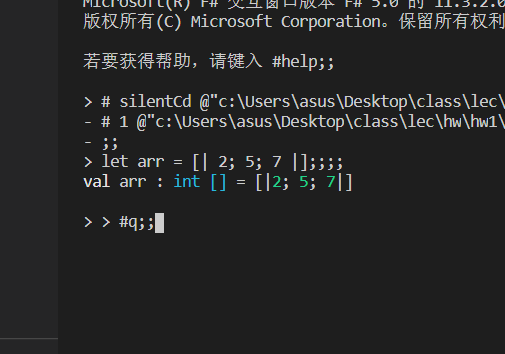 Microsoft(R) F# 交互窗口版本 F# 5.0 的 11.3.2.0
版权所有(C) Microsoft Corporation。保留所有权利
若要获得帮助，请键入 #help;;
> # silentCd @"c:\Users\asus\Desktop\class\lec\
- # 1 @"c:\Users\asus\Desktop\class\lec\hw\hw1\
- ;;
> let arr = [| 2; 5; 7 |];;;;
val arr : int [] = [|2; 5; 7|]
> > #q;;